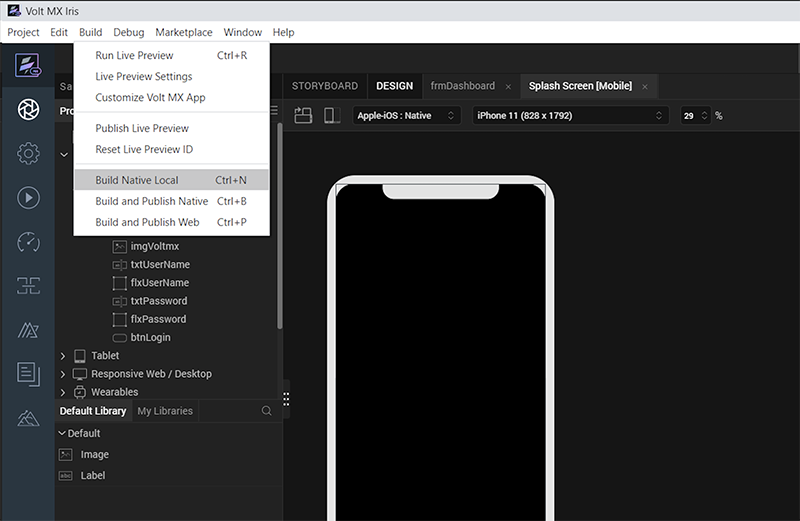 Volt MX Iris
Project Edit Build Debug Marketplace Window Help
Run Live Preview Ctrl+R
Live Preview Settings
Customize Volt MX App
Publish Live Preview
Reset Live Preview ID
Build Native Local Ctrl+N
Build and Publish Native Ctrl+B
Build and Publish Web Ctrl+P
Sa
STORYBOARD DESIGN frmDashboard × Splash Screen [Mobile] ×
Pro
Apple-iOS : Native iPhone 11 (828 x 1792) 29 %
imgVoltmx
txtUserName
flxUserName
txtPassword
flxPassword
btnLogin
Tablet
Responsive Web / Desktop
Wearables
Default Library My Libraries
Default
Image
abc Label